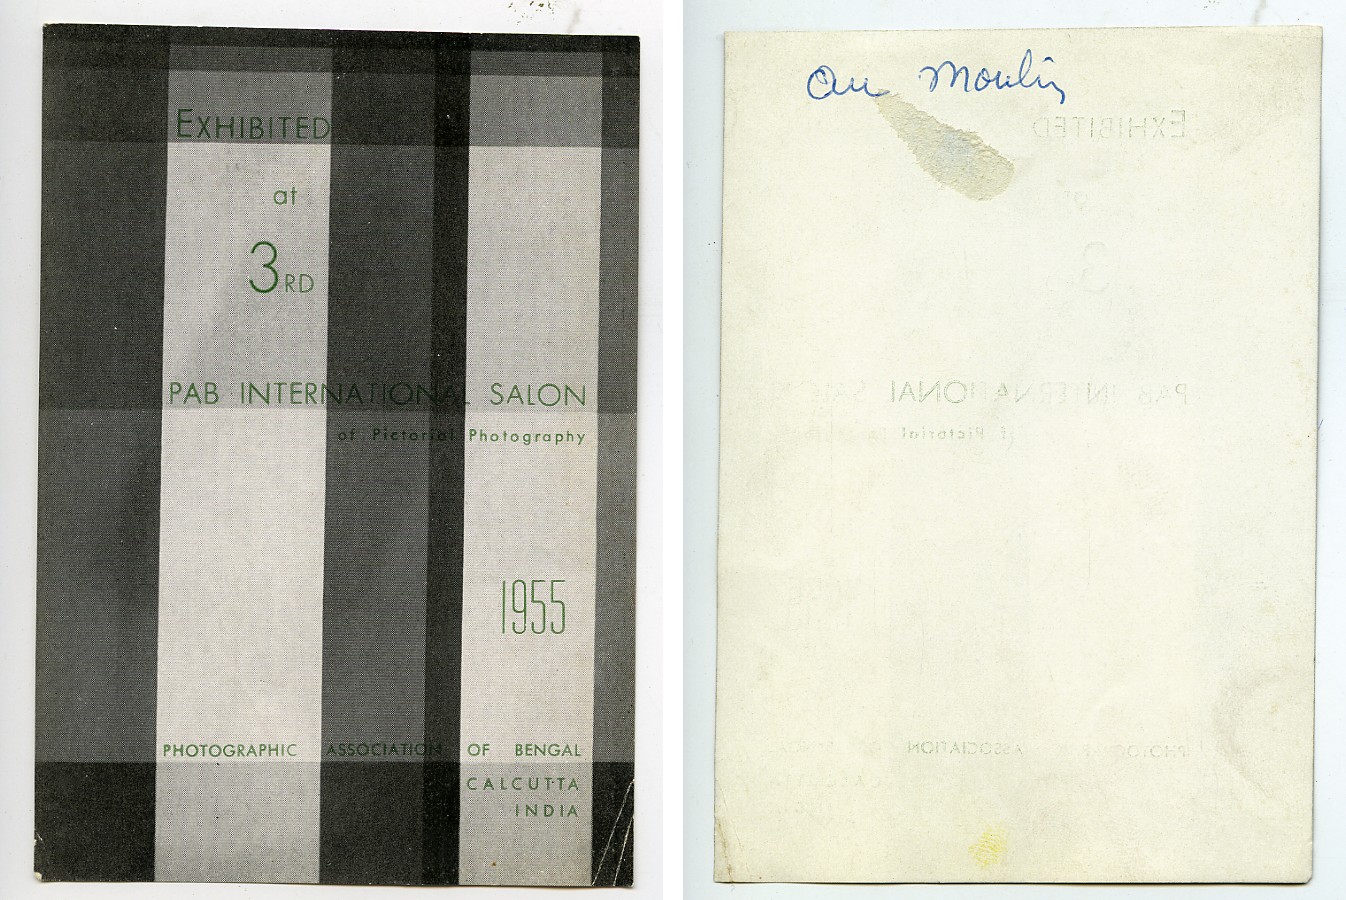 EXHIBITED
at
3RD
PAB INTERNATIONAL SALON
of Pictorial Photography
1955
PHOTOGRAPHIC ASSOCIATION OF BENGAL
CALCUTTA
INDIA
Au Moulin